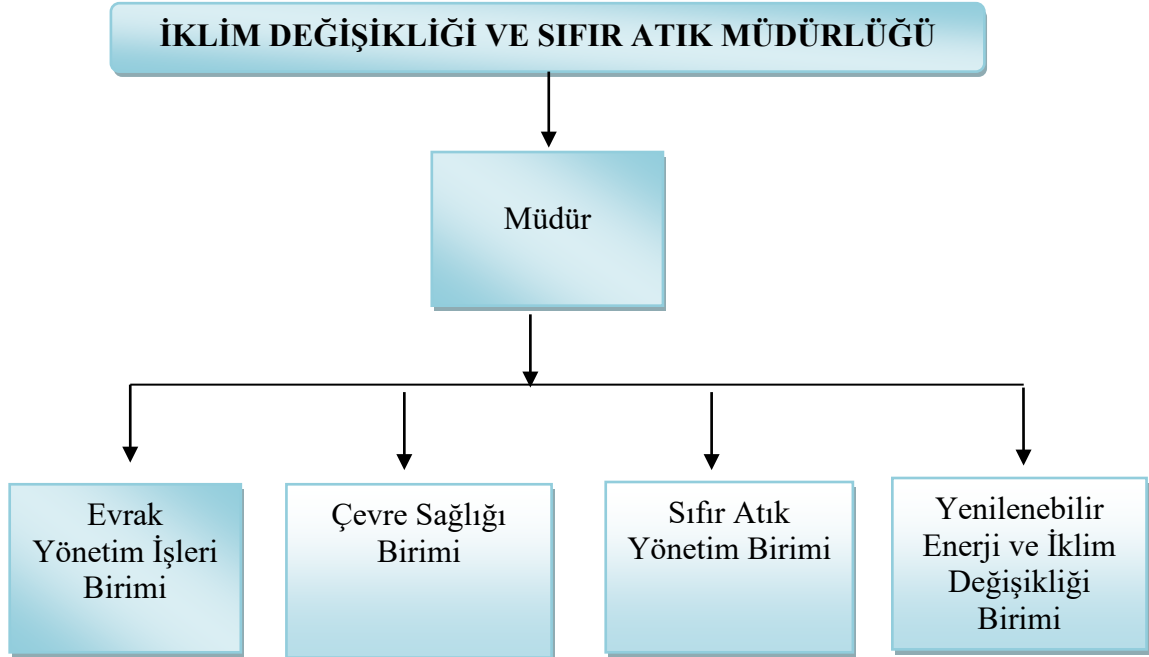 İKLİM DEĞİŞİKLİĞİ VE SIFIR ATIK MÜDÜRLÜĞÜ
Müdür
Evrak
Yönetim İşleri
Birimi
Çevre Sağlığı
Birimi
Sıfır Atık
Yönetim Birimi
Yenilenebilir
Enerji ve İklim
Değişikliği
Birimi